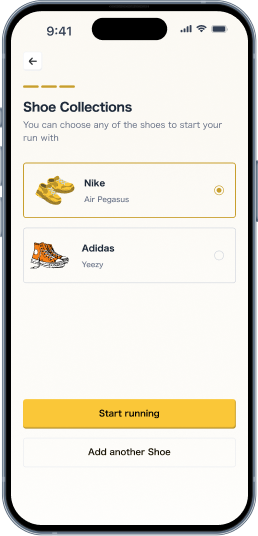 9:41
Shoe Collections
You can choose any of the shoes to start your
run with
Nike
Air Pegasus
Adidas
Yeezy
Start running
Add another Shoe